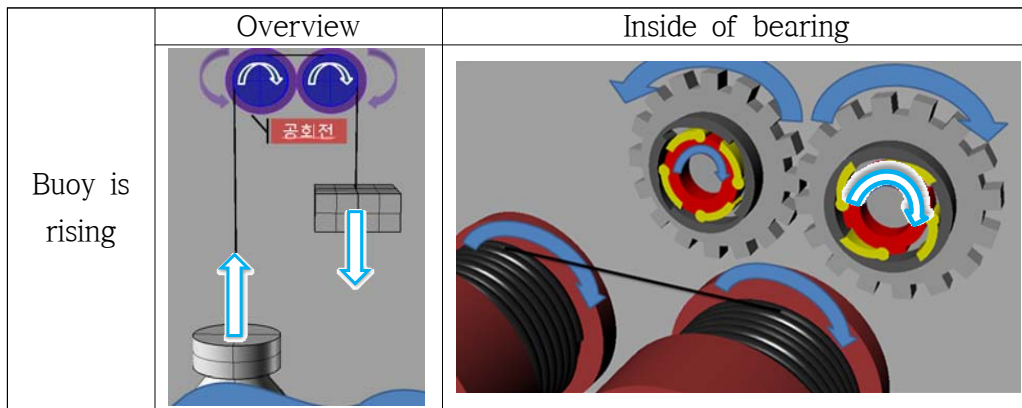 Overview
Inside of bearing
공회전
Buoy is
rising